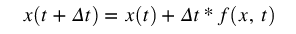 x(t + Δt) = x(t) + Δt * f(x, t)